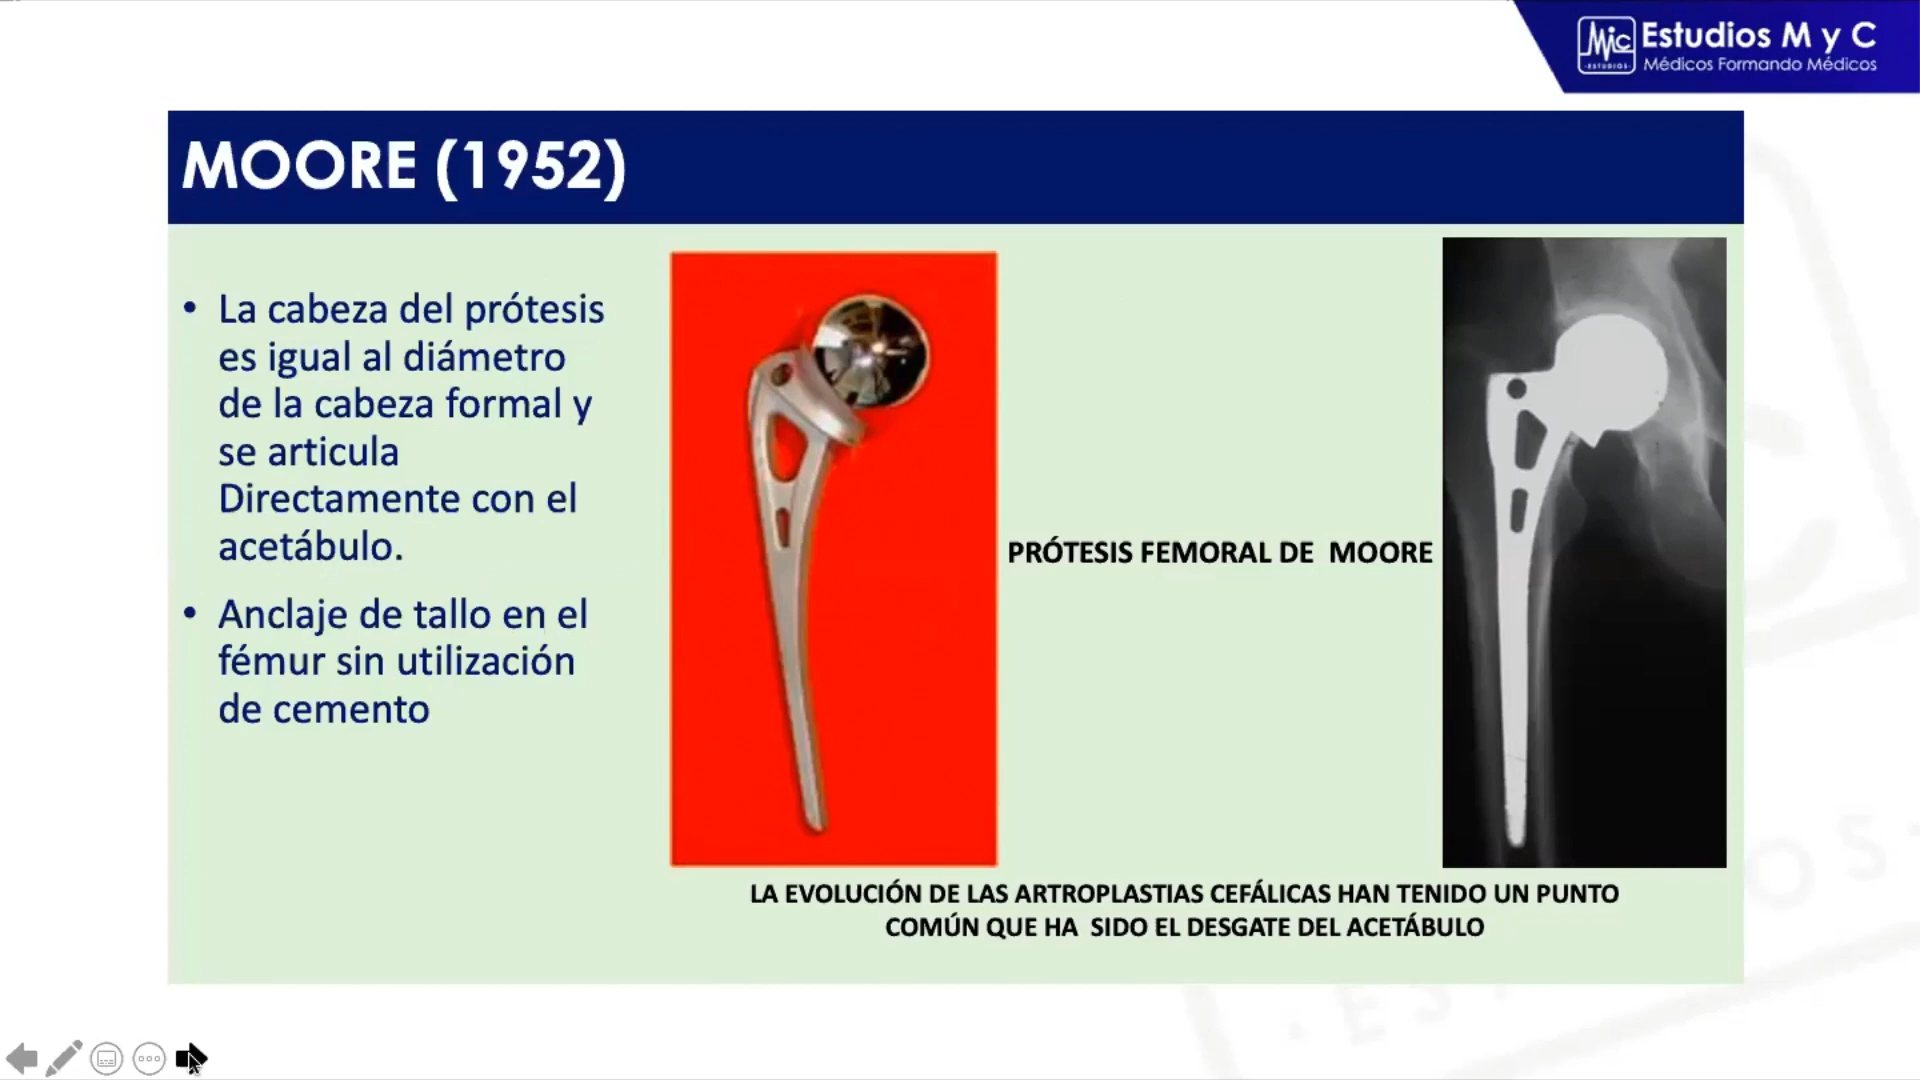 Mic
·ESTUDIOS·
Estudios M y C
Médicos Formando Médicos
MOORE (1952)
• La cabeza del prótesis
es igual al diámetro
de la cabeza formal y
se articula
Directamente con el
acetábulo.
• Anclaje de tallo en el
fémur sin utilización
de cemento
PRÓTESIS FEMORAL DE MOORE
LA EVOLUCIÓN DE LAS ARTROPLASTIAS CEFÁLICAS HAN TENIDO UN PUNTO
COMÚN QUE HA SIDO EL DESGATE DEL ACETÁBULO